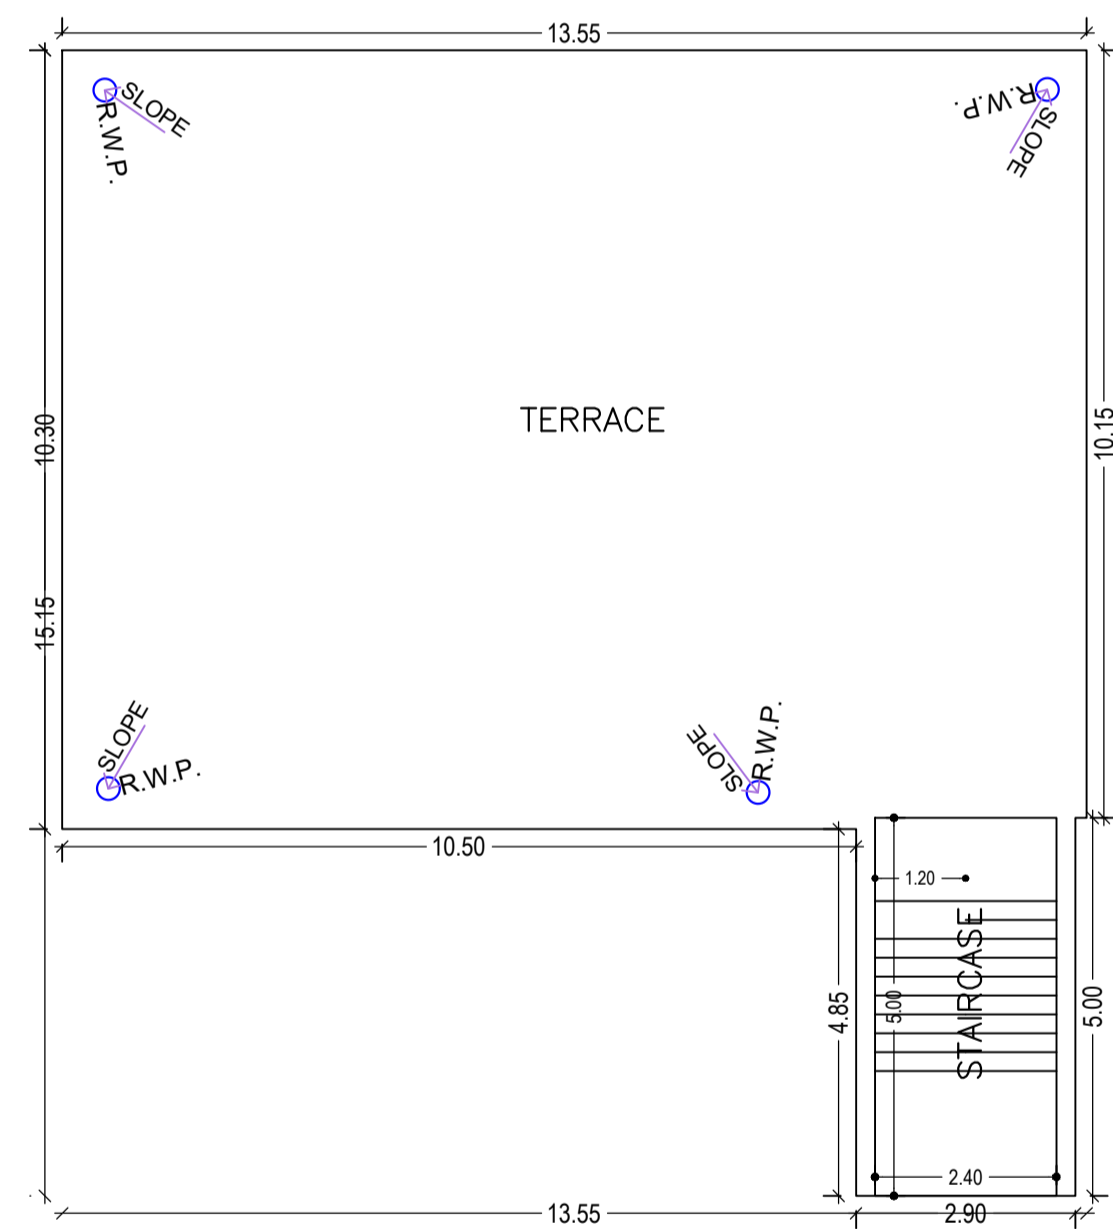 13.55
SLOPE
R.W.P.
R.W.P.
SLOPE
TERRACE
10.30
10.15
15.15
SLOPE
R.W.P.
SLOPE
R.W.P.
10.50
1.20
STAIRCASE
5.00
4.85
5.00
2.40
13.55
2.90